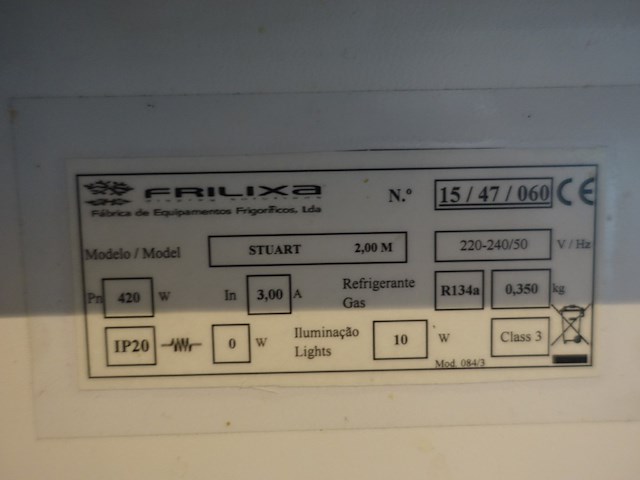 FRILIXA
Fábrica de Equipamentos Frigoríficos, Lda
N.º 15 / 47 / 060 CE
Modelo / Model STUART 2,00 M 220-240/50 V / Hz
Pn 420 W In 3,00 A Refrigerante Gas R134a 0,350 kg
IP20 0 W Iluminação Lights 10 W Class 3
Mod. 084/3